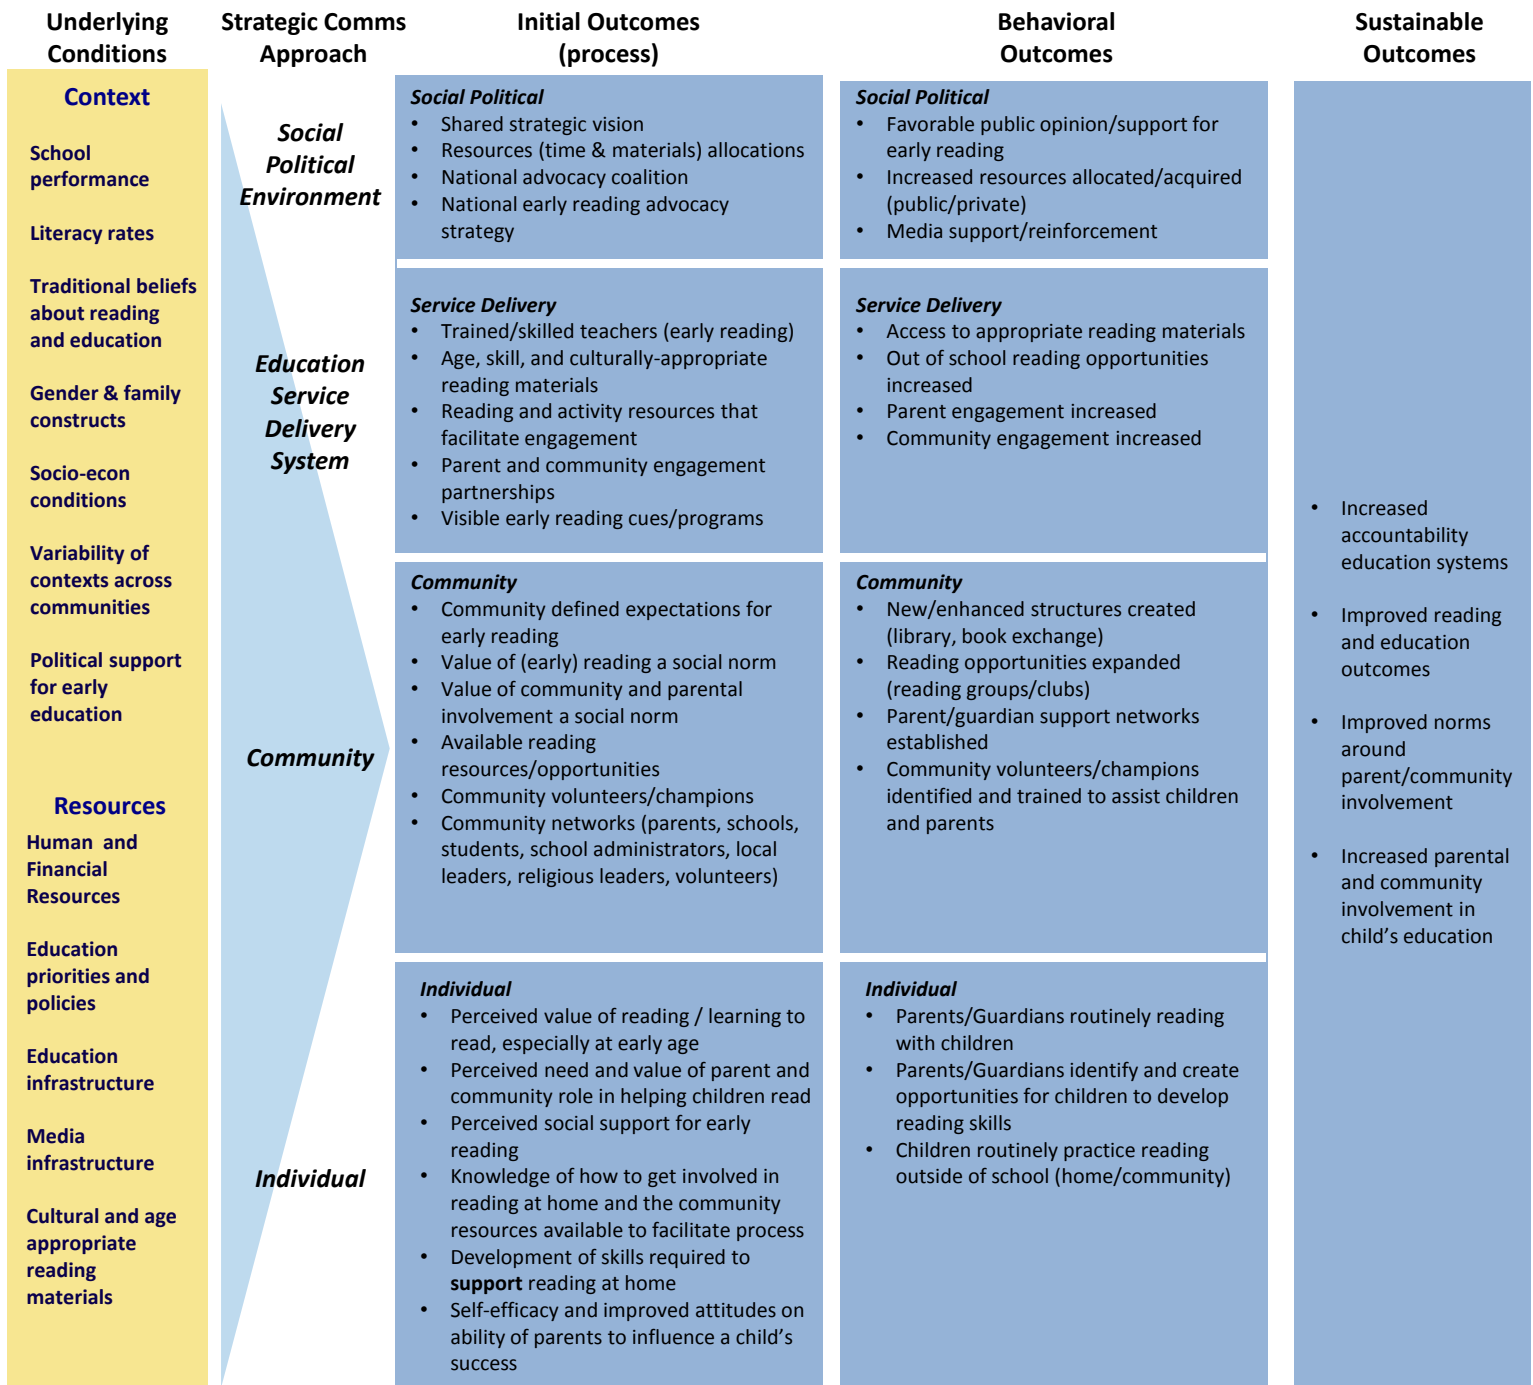 Underlying
Conditions
Strategic Comms
Approach
Initial Outcomes
(process)
Behavioral
Outcomes
Sustainable
Outcomes
Context
School
performance
Literacy rates
Traditional beliefs
about reading
and education
Gender & family
constructs
Socio-econ
conditions
Variability of
contexts across
communities
Political support
for early
education
Resources
Human and
Financial
Resources
Education
priorities and
policies
Education
infrastructure
Media
infrastructure
Cultural and age
appropriate
reading
materials
Social
Political
Environment
Education
Service
Delivery
System
Community
Individual
Social Political
• Shared strategic vision
• Resources (time & materials) allocations
• National advocacy coalition
• National early reading advocacy
strategy
Service Delivery
• Trained/skilled teachers (early reading)
• Age, skill, and culturally-appropriate
reading materials
• Reading and activity resources that
facilitate engagement
• Parent and community engagement
partnerships
• Visible early reading cues/programs
Community
• Community defined expectations for
early reading
• Value of (early) reading a social norm
• Value of community and parental
involvement a social norm
• Available reading
resources/opportunities
• Community volunteers/champions
• Community networks (parents, schools,
students, school administrators, local
leaders, religious leaders, volunteers)
Individual
• Perceived value of reading / learning to
read, especially at early age
• Perceived need and value of parent and
community role in helping children read
• Perceived social support for early
reading
• Knowledge of how to get involved in
reading at home and the community
resources available to facilitate process
• Development of skills required to
support reading at home
• Self-efficacy and improved attitudes on
ability of parents to influence a child's
success
Social Political
• Favorable public opinion/support for
early reading
• Increased resources allocated/acquired
(public/private)
• Media support/reinforcement
Service Delivery
• Access to appropriate reading materials
• Out of school reading opportunities
increased
• Parent engagement increased
• Community engagement increased
Community
• New/enhanced structures created
(library, book exchange)
• Reading opportunities expanded
(reading groups/clubs)
• Parent/guardian support networks
established
• Community volunteers/champions
identified and trained to assist children
and parents
Individual
• Parents/Guardians routinely reading
with children
• Parents/Guardians identify and create
opportunities for children to develop
reading skills
• Children routinely practice reading
outside of school (home/community)
• Increased
accountability
education systems
• Improved reading
and education
outcomes
• Improved norms
around
parent/community
involvement
• Increased parental
and community
involvement in
child's education